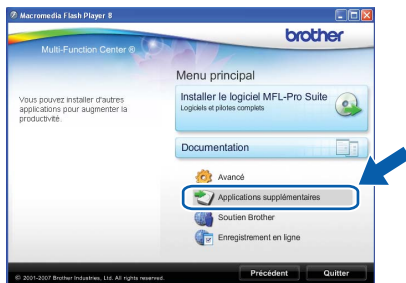 Macromedia Flash Player 8
brother
Multi-Function Center ®
Menu principal
Vous pouvez installer d'autres
applications pour augmenter la
productivité.
Installer le logiciel MFL-Pro Suite
Logiciels et pilotes complets
Documentation
Avancé
Applications supplémentaires
Soutien Brother
Enregistrement en ligne
© 2001-2007 Brother Industries, Ltd. All rights reserved.
Précédent
Quitter